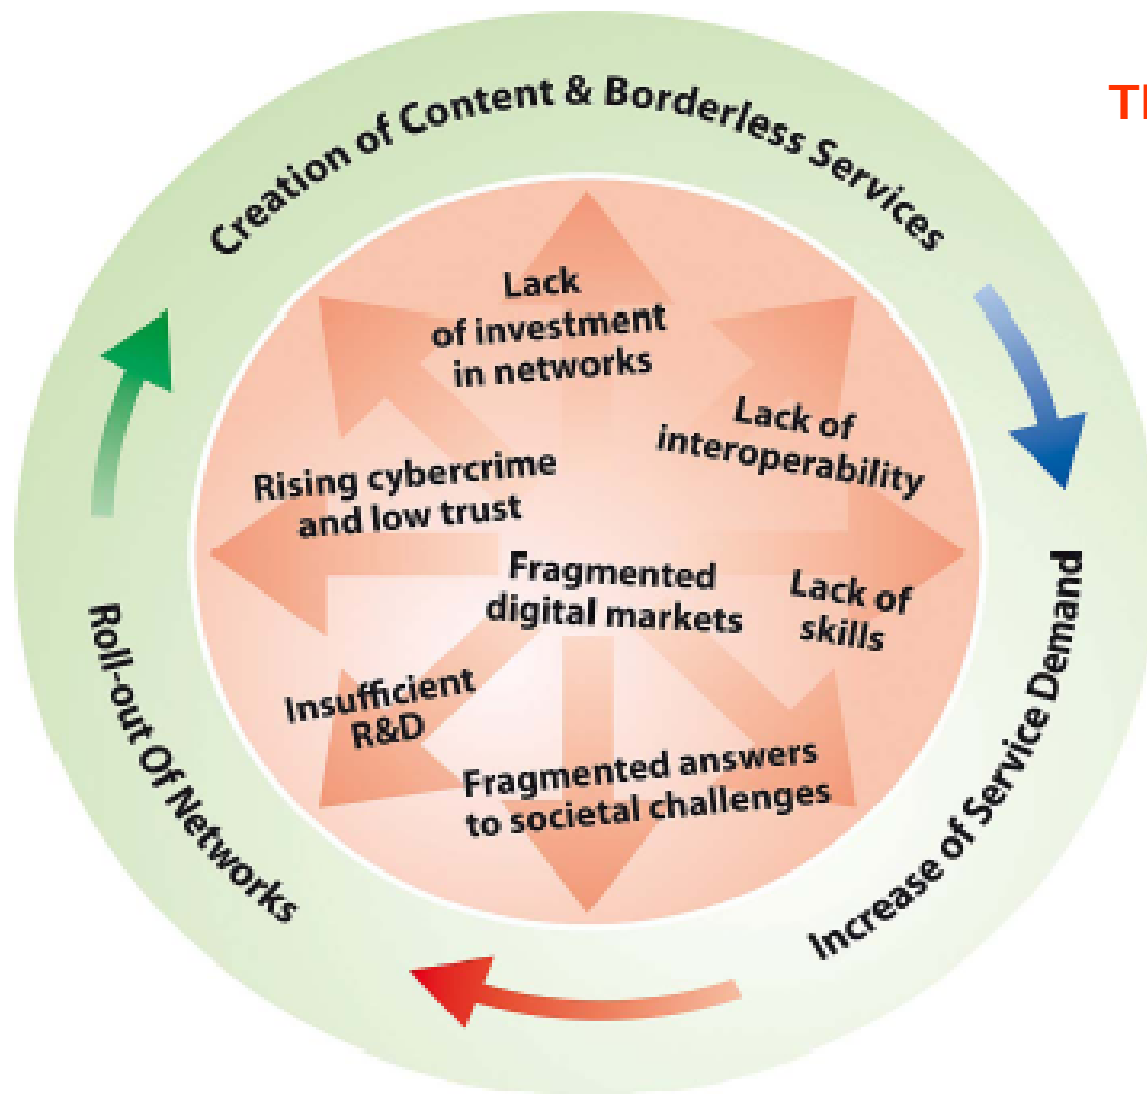 Th
Creation of Content & Borderless Services
Lack
of investment
in networks
Lack of
interoperability
Rising cybercrime
and low trust
Fragmented
digital markets
Lack of
skills
Insufficient
R&D
Fragmented answers
to societal challenges
Roll-out Of Networks
Increase of Service Demand